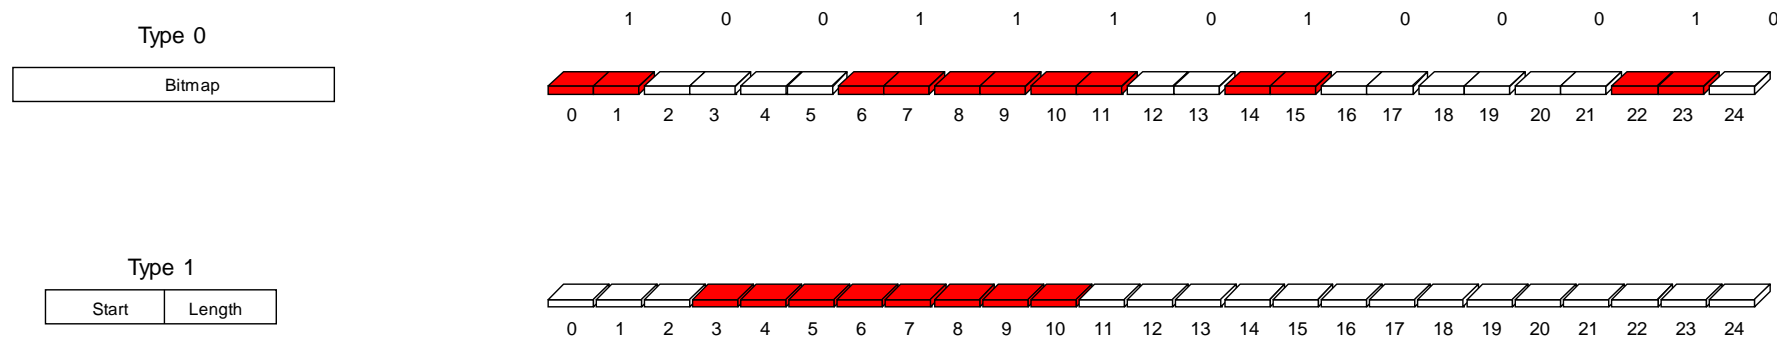 1 0 0 1 1 1 0 1 0 0 0 1 0
Type 0
Bitmap
0 1 2 3 4 5 6 7 8 9 10 11 12 13 14 15 16 17 18 19 20 21 22 23 24
Type 1
Start Length
0 1 2 3 4 5 6 7 8 9 10 11 12 13 14 15 16 17 18 19 20 21 22 23 24